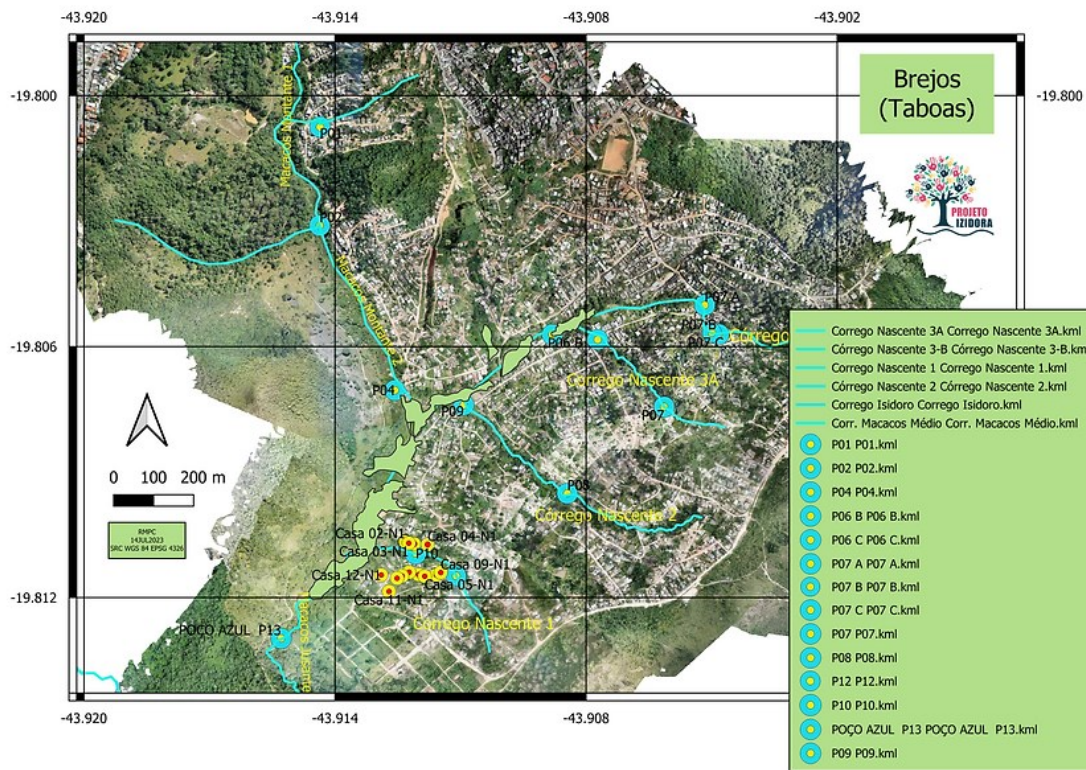 -43.920
-43.914
-43.908
-43.902
-19.800
-19.800
Brejos
(Taboas)
PROJETO
IZIDORA
Macacos Montante 1
P01
P02
Macacos Montante 2
P07 A
P07 B
P07 C
Corrego
P06 B
-19.806
Córrego Nascente 3A
P04
P09
P07
P08
Córrego Nascente 2
0 100 200 m
RMPC
14JUL2023
SRC WGS 84 EPSG 4326
Casa 02-N1
Casa 04-N1
Casa 03-N1
P10
Casa 09-N1
Casa 12-N1
Casa 05-N1
Casa 11-N1
-19.812
Córrego Nascente 1
POÇO AZUL P13
-43.920
-43.914
-43.908
Corrego Nascente 3A Corrego Nascente 3A.kml
Córrego Nascente 3-B Córrego Nascente 3-B.km
Corrego Nascente 1 Corrego Nascente 1.kml
Córrego Nascente 2 Córrego Nascente 2.kml
Corrego Isidoro Corrego Isidoro.kml
Corr. Macacos Médio Corr. Macacos Médio.kml
P01 P01.kml
P02 P02.kml
P04 P04.kml
P06 B P06 B.kml
P06 C P06 C.kml
P07 A P07 A.kml
P07 B P07 B.kml
P07 C P07 C.kml
P07 P07.kml
P08 P08.kml
P12 P12.kml
P10 P10.kml
POÇO AZUL P13 POÇO AZUL P13.kml
P09 P09.kml